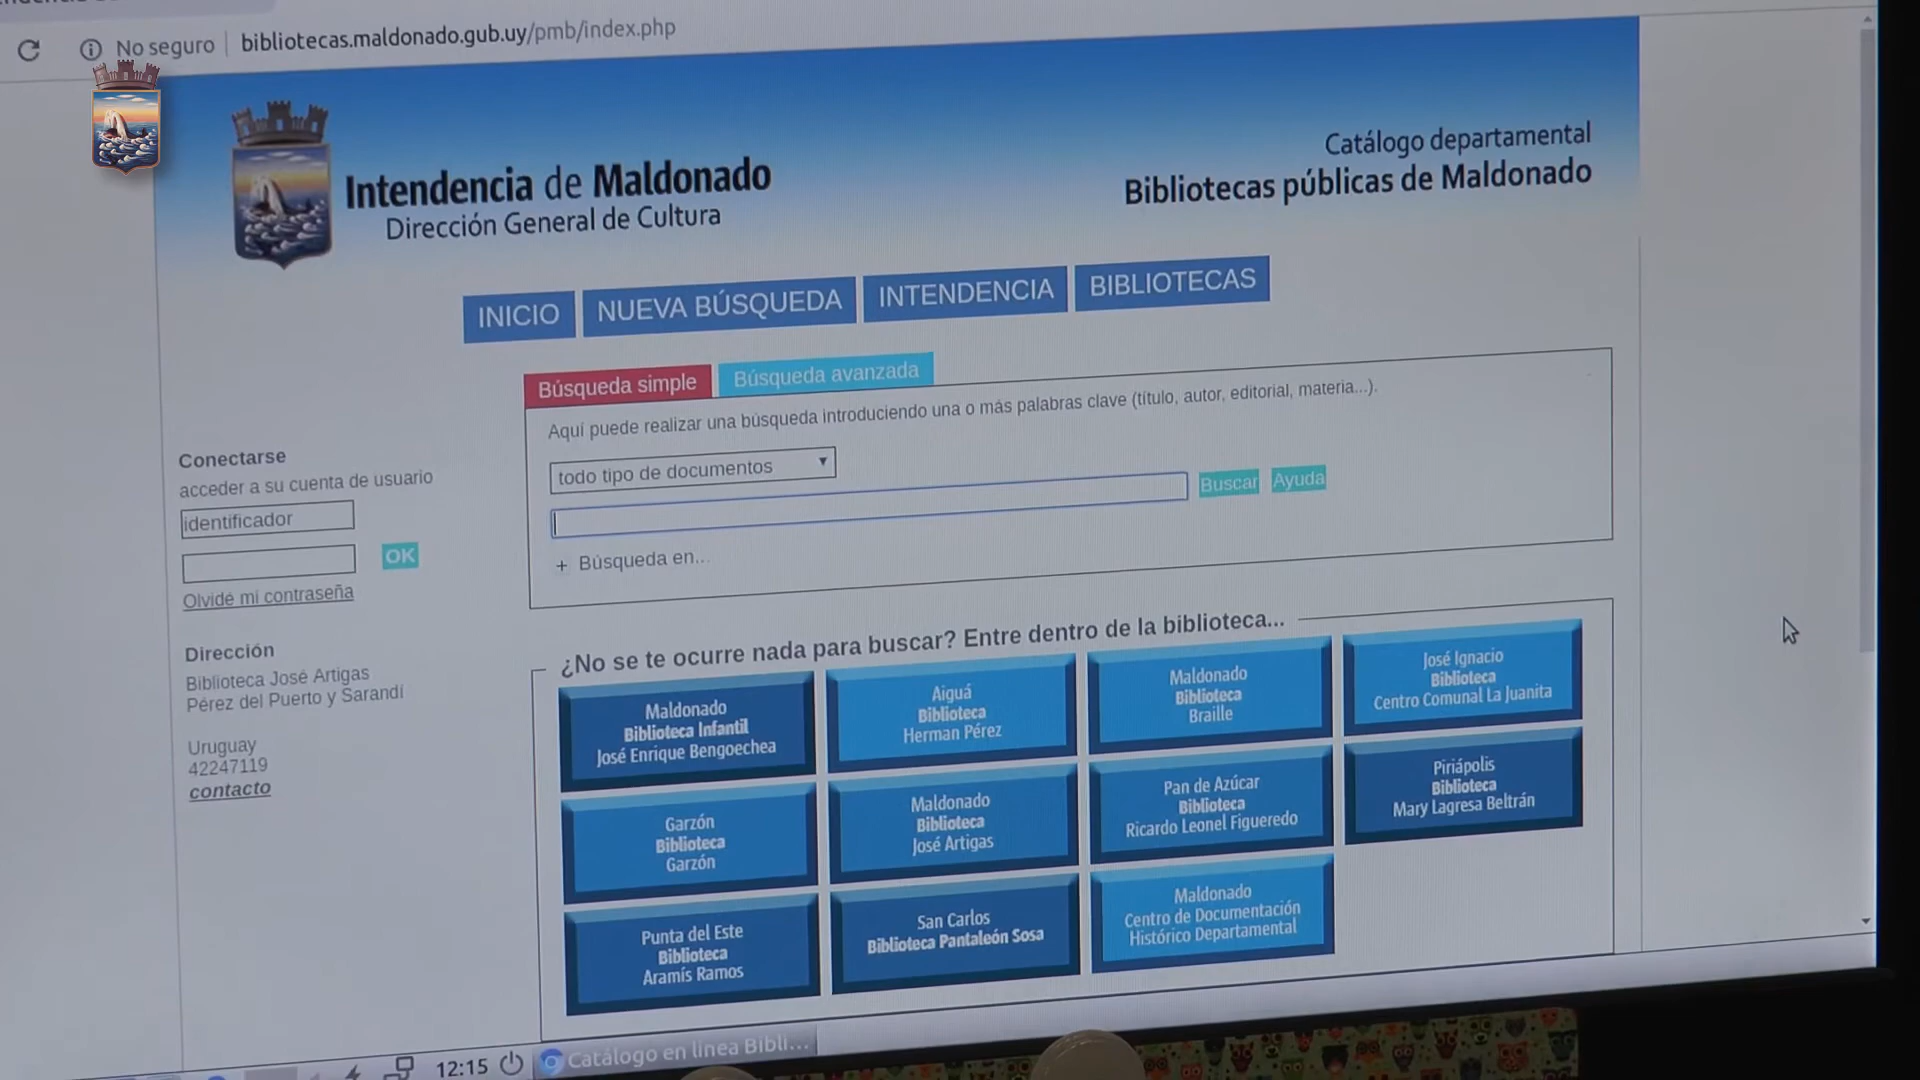 No seguro
bibliotecas.maldonado.gub.uy/pmb/index.php
Intendencia de Maldonado
Dirección General de Cultura
Catálogo departamental
Bibliotecas públicas de Maldonado
INICIO
NUEVA BÚSQUEDA
INTENDENCIA
BIBLIOTECAS
Búsqueda simple
Búsqueda avanzada
Aquí puede realizar una búsqueda introduciendo una o más palabras clave (título, autor, editorial, materia...).
todo tipo de documentos
Buscar
Ayuda
+ Búsqueda en...
Conectarse
acceder a su cuenta de usuario
identificador
OK
Olvidé mi contraseña
Dirección
Biblioteca José Artigas
Pérez del Puerto y Sarandí
Uruguay
42247119
contacto
¿No se te ocurre nada para buscar? Entre dentro de la biblioteca...
Maldonado
Biblioteca Infantil
José Enrique Bengoechea
Aiguá
Biblioteca
Herman Pérez
Maldonado
Biblioteca
Braille
José Ignacio
Biblioteca
Centro Comunal La Juanita
Garzón
Biblioteca
Garzón
Maldonado
Biblioteca
José Artigas
Pan de Azúcar
Biblioteca
Ricardo Leonel Figueredo
Piriápolis
Biblioteca
Mary Lagresa Beltrán
Punta del Este
Biblioteca
Aramís Ramos
San Carlos
Biblioteca Pantaleón Sosa
Maldonado
Centro de Documentación
Histórico Departamental
12:15
Catálogo en línea Bibli...